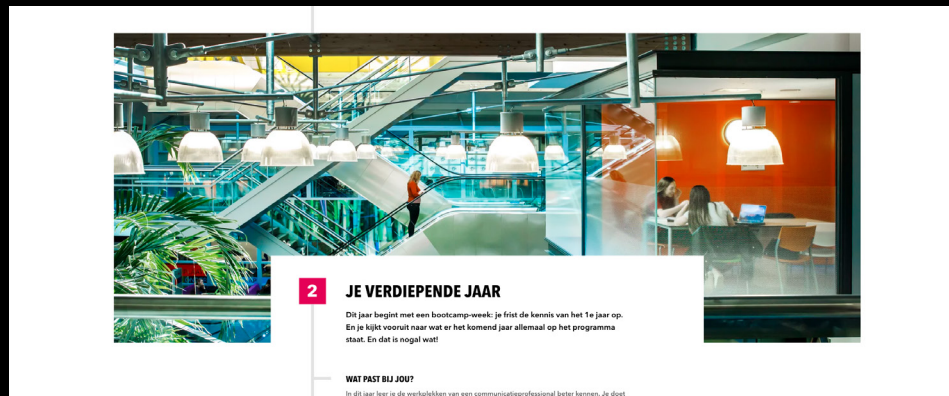 2
JE VERDIEPENDE JAAR
Dit jaar begint met een bootcamp-week: je frist de kennis van het 1e jaar op.
En je kijkt vooruit naar wat er het komend jaar allemaal op het programma
staat. En dat is nogal wat!
WAT PAST BIJ JOU?
In dit jaar leer je de werkplekken van een communicatieprofessional beter kennen. Je doet